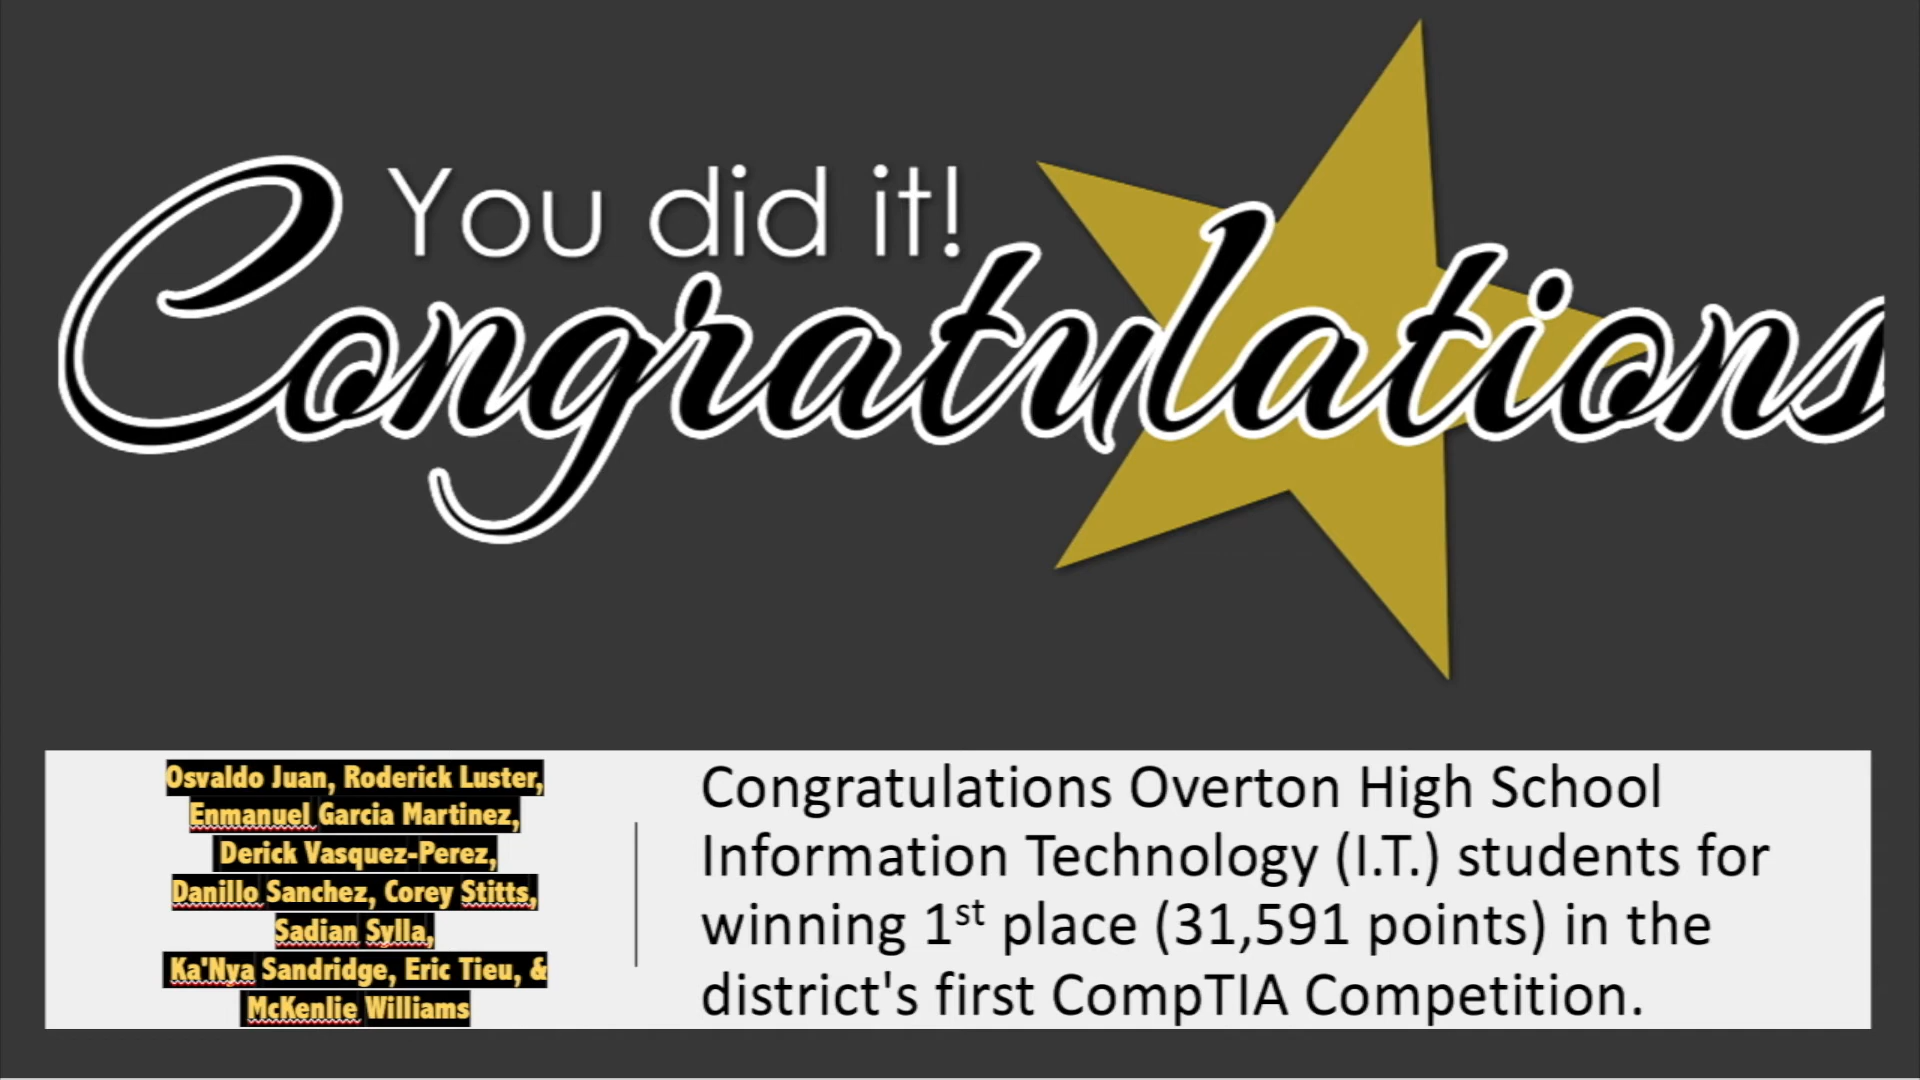 You did it!
Congratulations
Osvaldo Juan, Roderick Luster,
Enmanuel Garcia Martinez,
Derick Vasquez-Perez,
Danillo Sanchez, Corey Stitts,
Sadian Sylla,
Ka'Nya Sandridge, Eric Tieu, &
McKenlie Williams
Congratulations Overton High School
Information Technology (I.T.) students for
winning 1st place (31,591 points) in the
district's first CompTIA Competition.